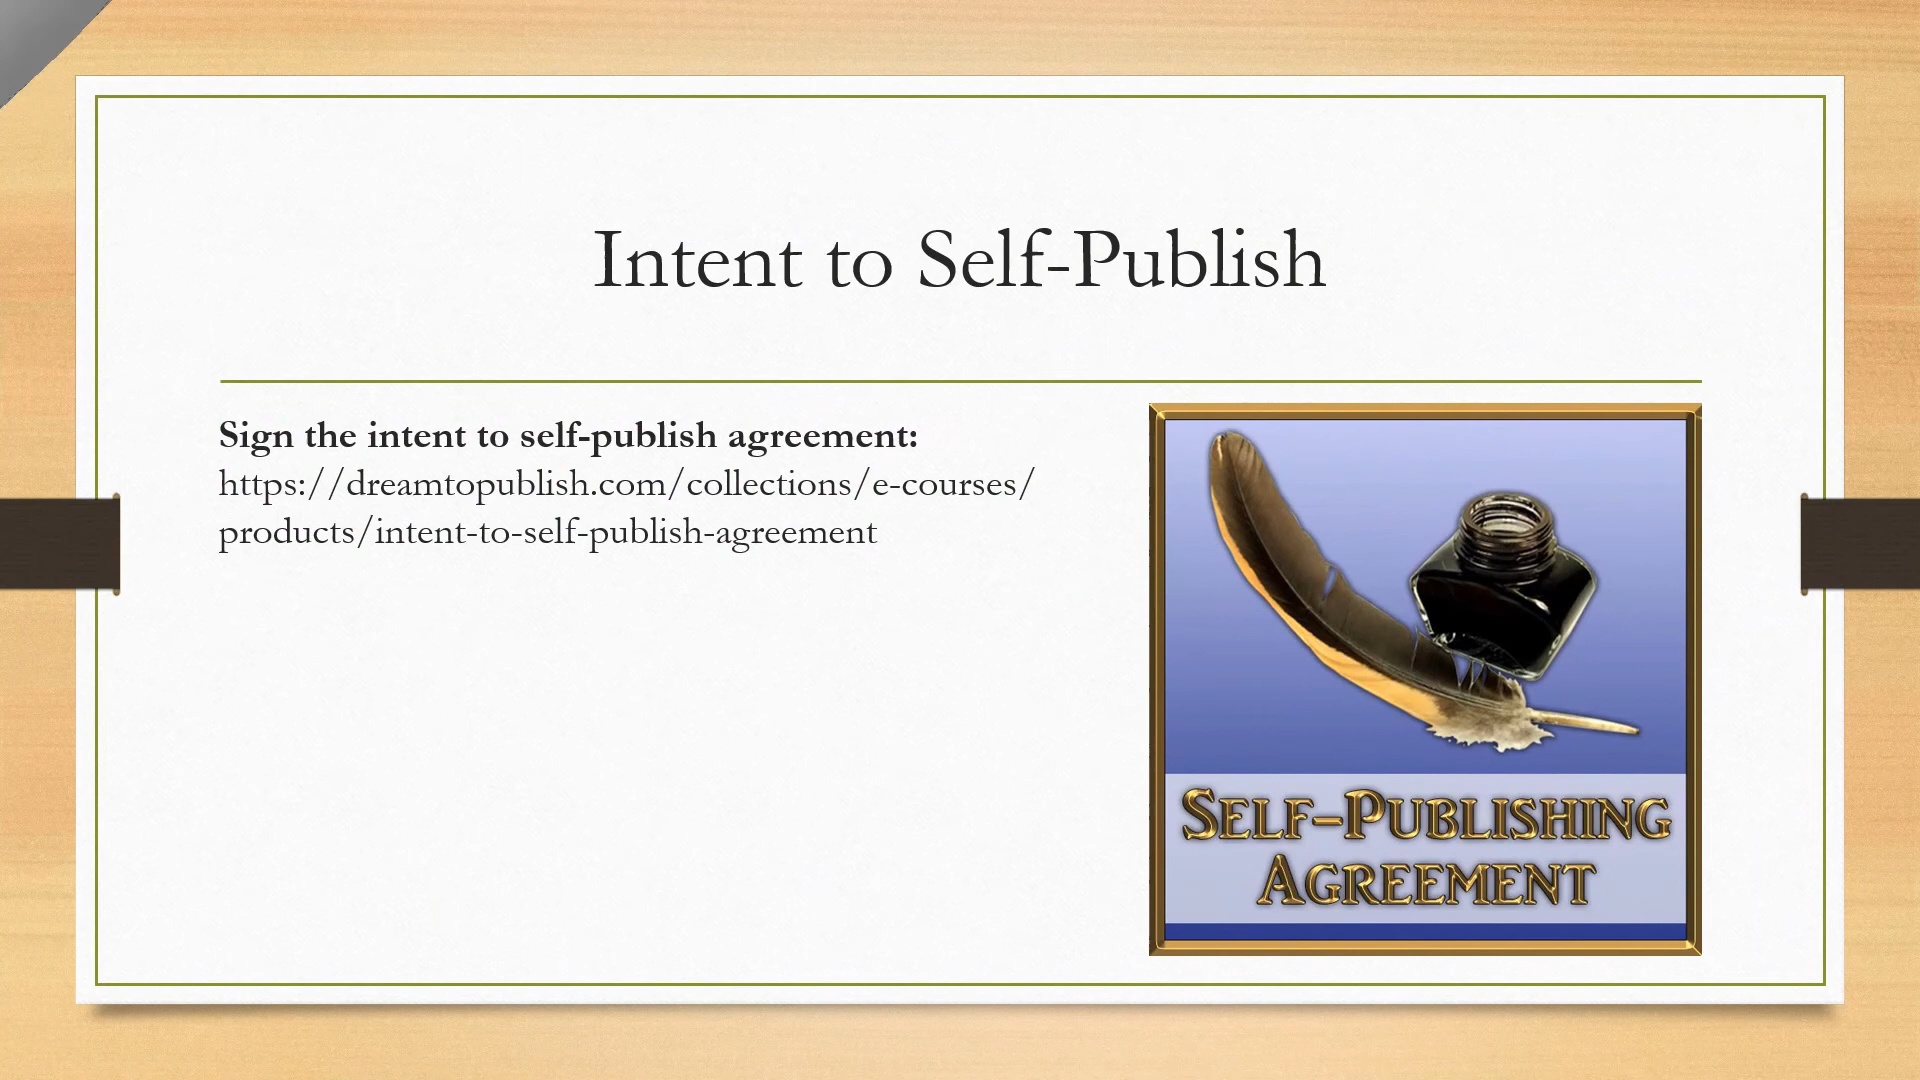 Intent to Self-Publish
Sign the intent to self-publish agreement:
https://dreamtopublish.com/collections/e-courses/
products/intent-to-self-publish-agreement
SELF-PUBLISHING
AGREEMENT